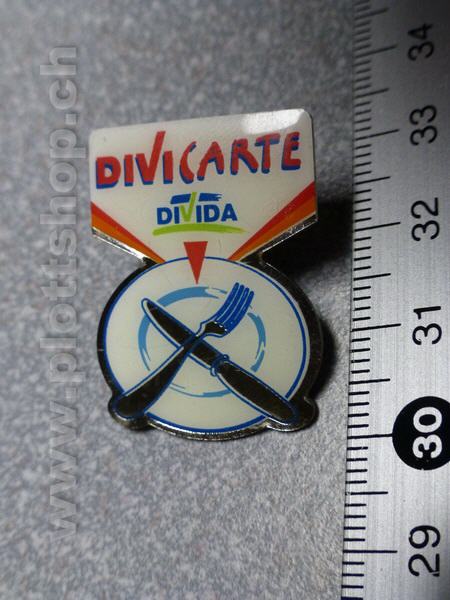 DIVICARTE
DIVIDA
www.plottshop.ch
34
33
32
31
30
29